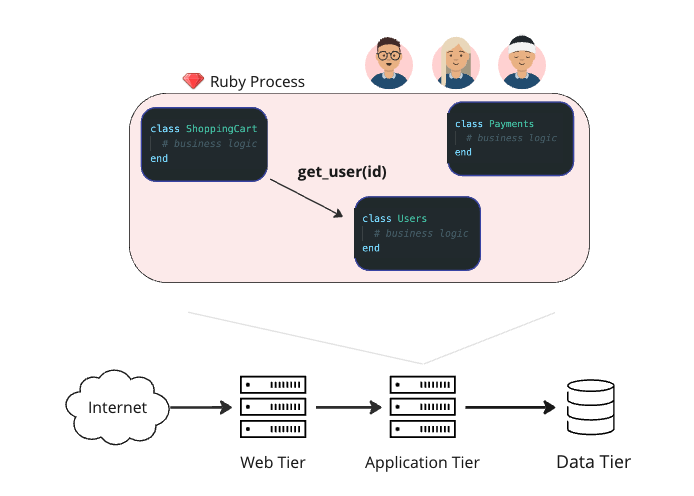 Ruby Process
class ShoppingCart
# business logic
end
class Payments
# business logic
end
get_user(id)
class Users
# business logic
end
Internet
Web Tier
Application Tier
Data Tier